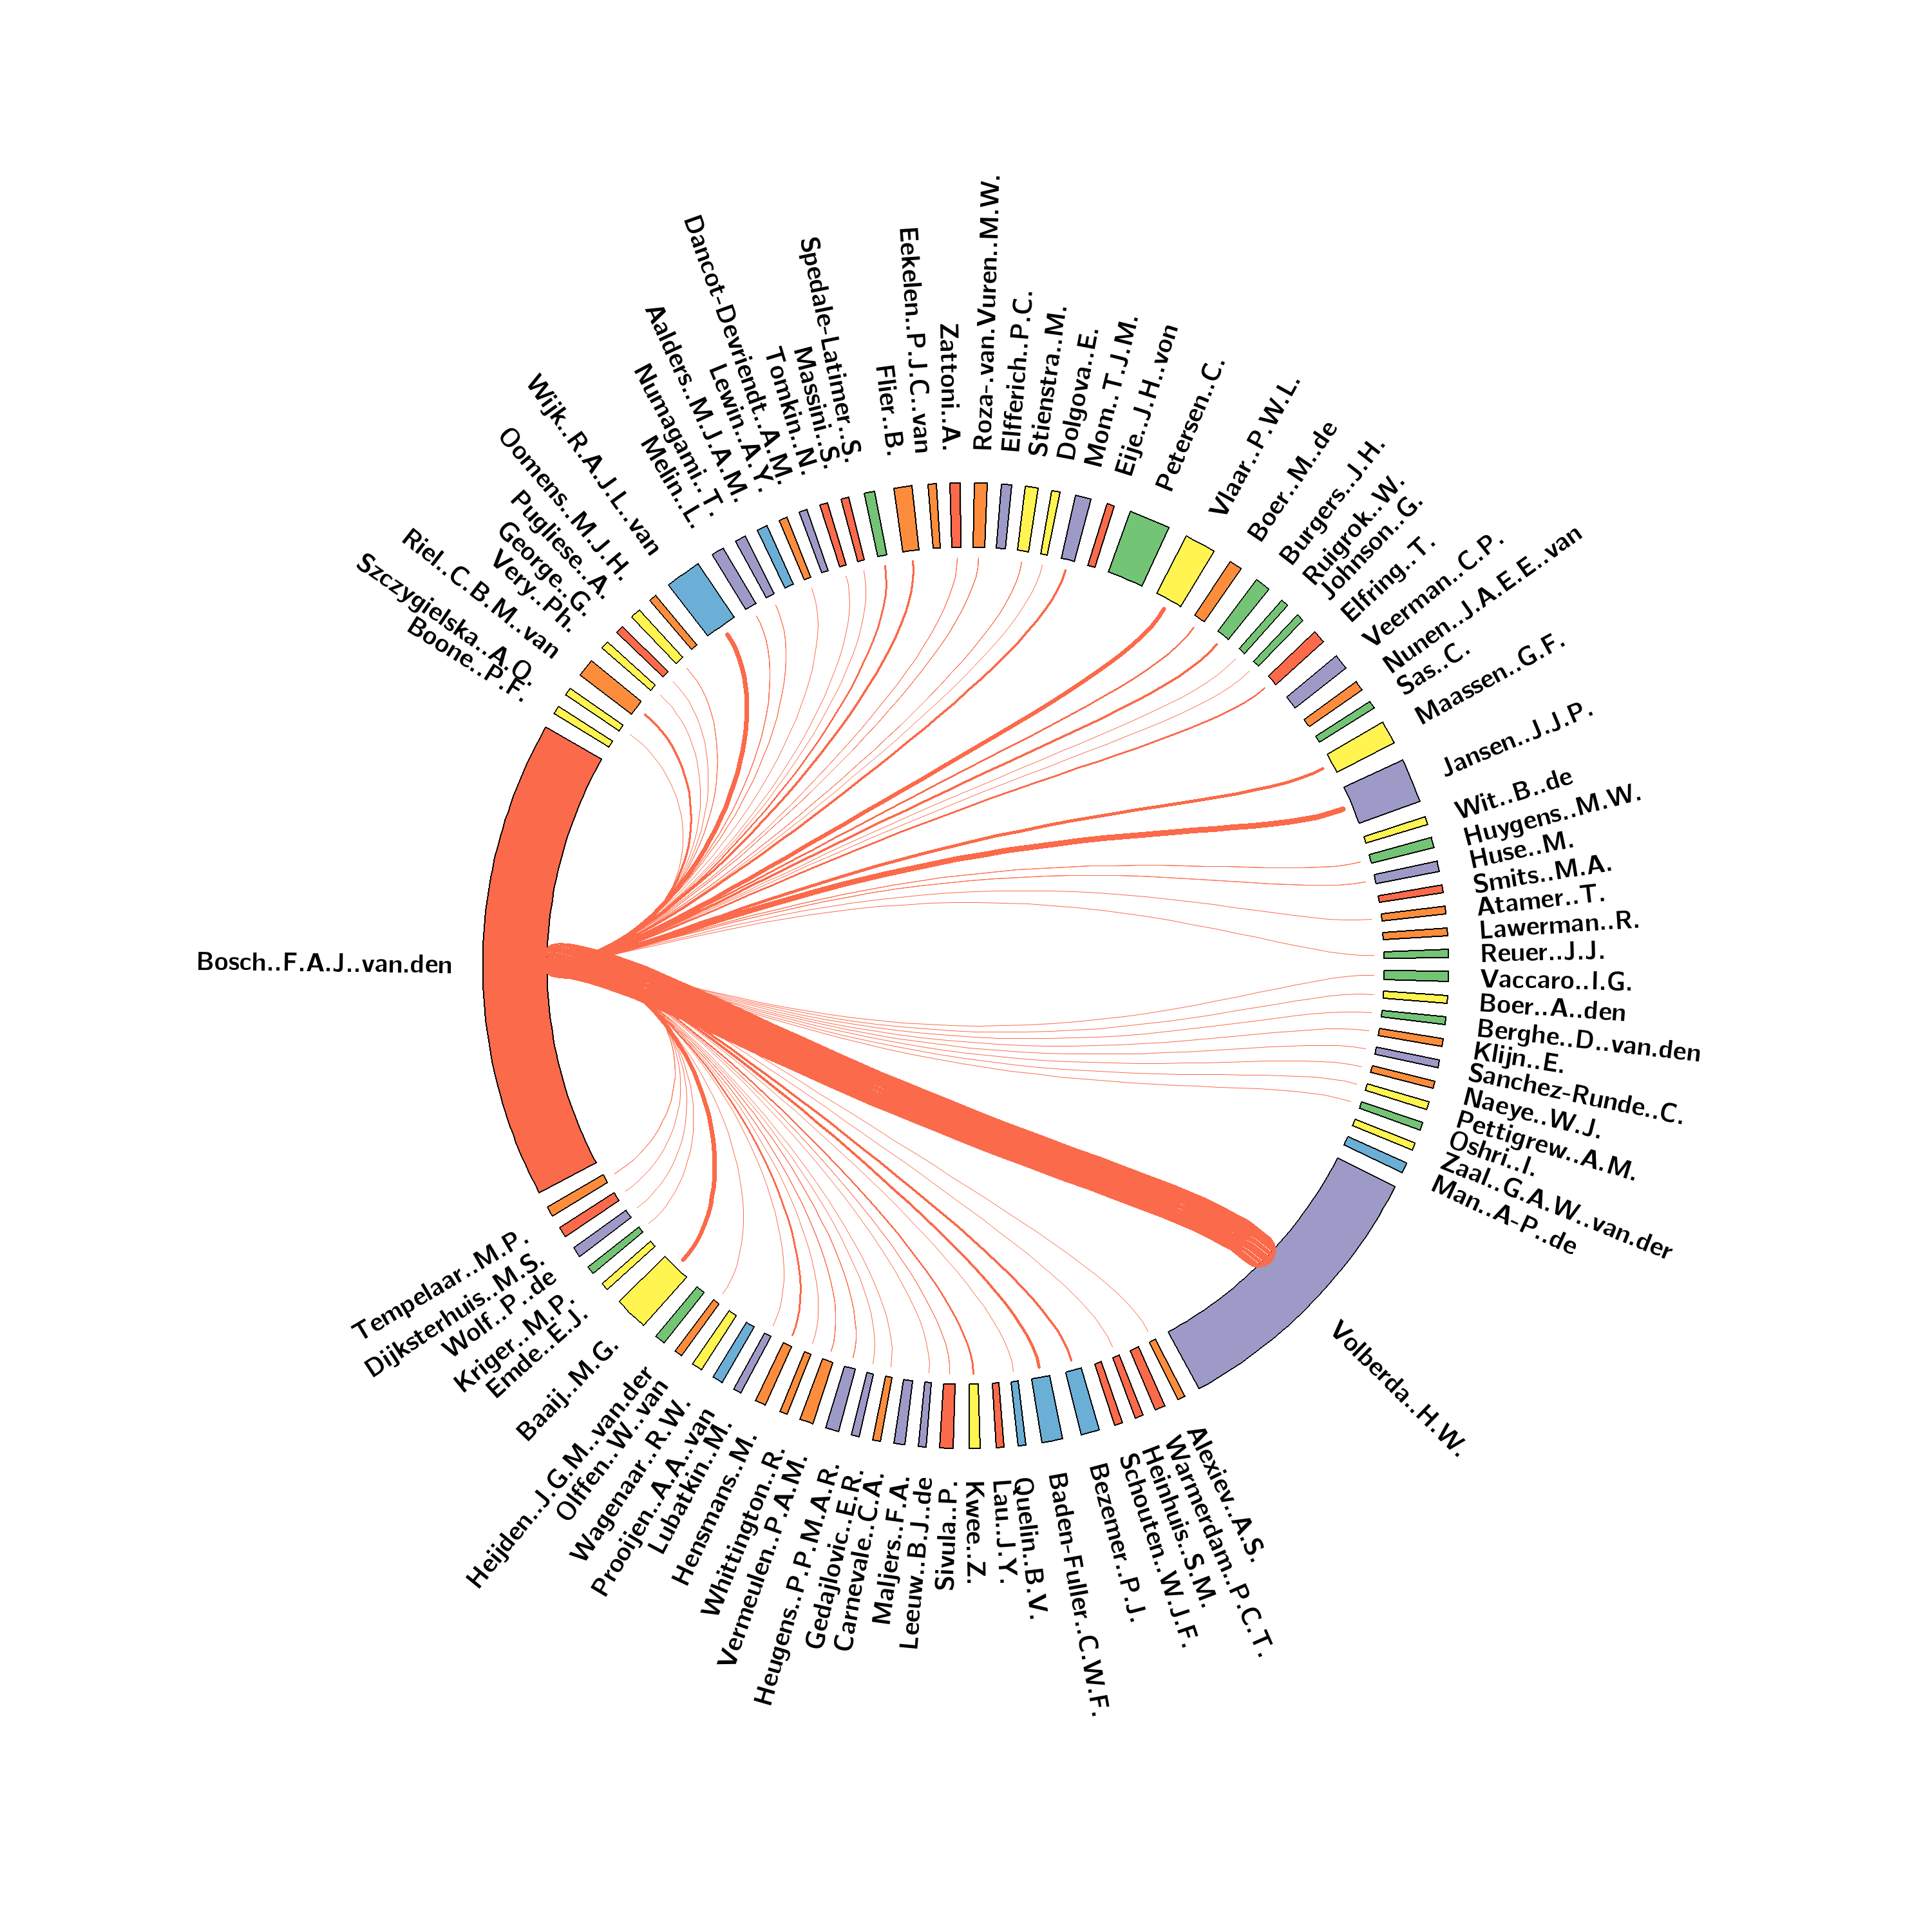 Bosch..F.A.J..van.den
Boone..P.F.
Szczygielska..A.O.
Riel..C.B.M..van
Very..Ph.
George..G.
Pugliese..A.
Oomens..M.J.H.
Wijk..R.A.J.L..van
Melin..L.
Numagami..T.
Aalders..M.J.A.M.
Lewin..A.Y.
Dancot-Devriendt..A.M.
Tomkin..N.
Massini..S.
Spedale-Latimer..S.
Flier..B.
Eekelen..P.J.C..van
Zattoni..A.
Roza-.van.Vuren..M.W.
Elfferich..P.C.
Stienstra..M.
Dolgova..E.
Mom..T.J.M.
Eije..J.H..von
Petersen..C.
Vlaar..P.W.L.
Boer..M..de
Burgers..J.H.
Ruigrok..W.
Johnson..G.
Elfring..T.
Veerman..C.P.
Nunen..J.A.E.E..van
Sas..C.
Maassen..G.F.
Jansen..J.J.P.
Wit..B..de
Huygens..M.W.
Huse..M.
Smits..M.A.
Atamer..T.
Lawerman..R.
Reuer..J.J.
Vaccaro..I.G.
Boer..A..den
Berghe..D..van.den
Klijn..E.
Sanchez-Runde..C.
Naeye..W.J.
Pettigrew..A.M.
Oshri..I.
Zaal..G.A.W..van.der
Man..A-P..de
Volberda..H.W.
Alexiev..A.S.
Warmerdam..P.C.T.
Heinhuis..S.M.
Schouten..W.J.F.
Bezemer..P.J.
Baden-Fuller..C.W.F.
Quelin..B.V.
Lau..J.Y.
Kwee..Z.
Sivula..P.
Leeuw..B.J..de
Maljers..F.A.
Carnevale..C.A.
Gedajlovic..E.R.
Heugens..P.P.M.A.R.
Vermeulen..P.A.M.
Whittington..R.
Hensmans..M.
Lubatkin..M.
Prooijen..A.A..van
Wagenaar..R.W.
Olffen..W..van
Heijden..J.G.M..van.der
Baaij..M.G.
Emde..E.J.
Kriger..M.P.
Wolf..P..de
Dijksterhuis..M.S.
Tempelaar..M.P.